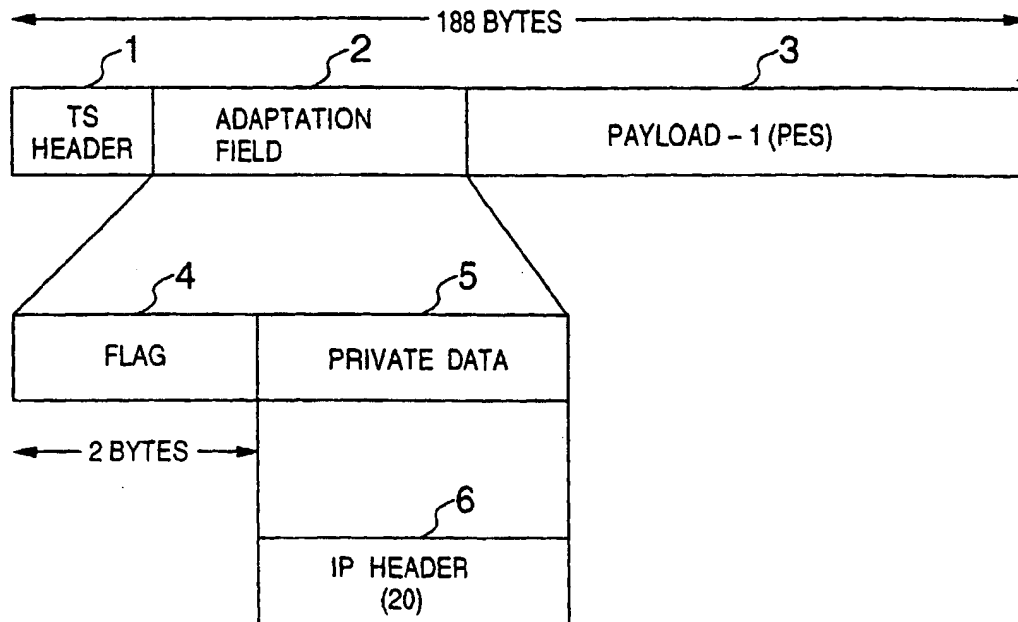 188 BYTES
1 2 3
TS HEADER
ADAPTATION FIELD
PAYLOAD – 1 (PES)
4 5
FLAG
PRIVATE DATA
2 BYTES
6
IP HEADER
(20)